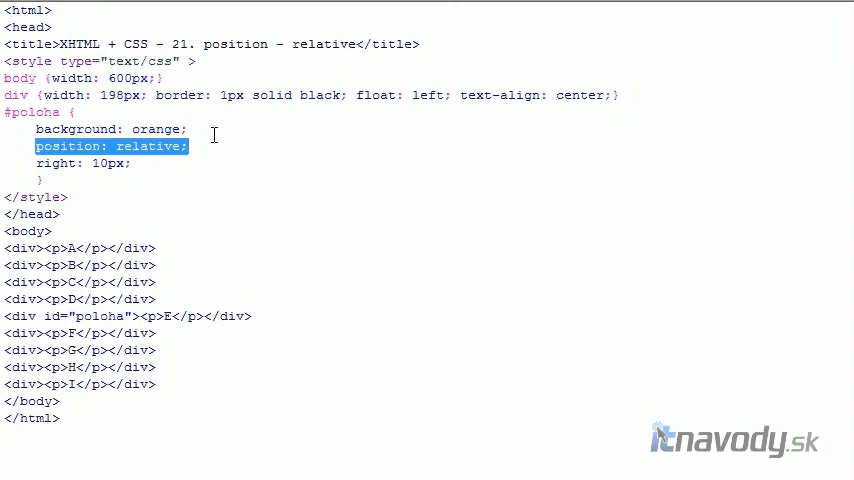 <html>
<head>
<title>XHTML + CSS - 21. position - relative</title>
<style type="text/css" >
body {width: 600px;}
div {width: 198px; border: 1px solid black; float: left; text-align: center;}
#poloha {
    background: orange;
    position: relative;
    right: 10px;
    }
</style>
</head>
<body>
<div><p>A</p></div>
<div><p>B</p></div>
<div><p>C</p></div>
<div><p>D</p></div>
<div id="poloha"><p>E</p></div>
<div><p>F</p></div>
<div><p>G</p></div>
<div><p>H</p></div>
<div><p>I</p></div>
</body>
</html>
itnavody.sk